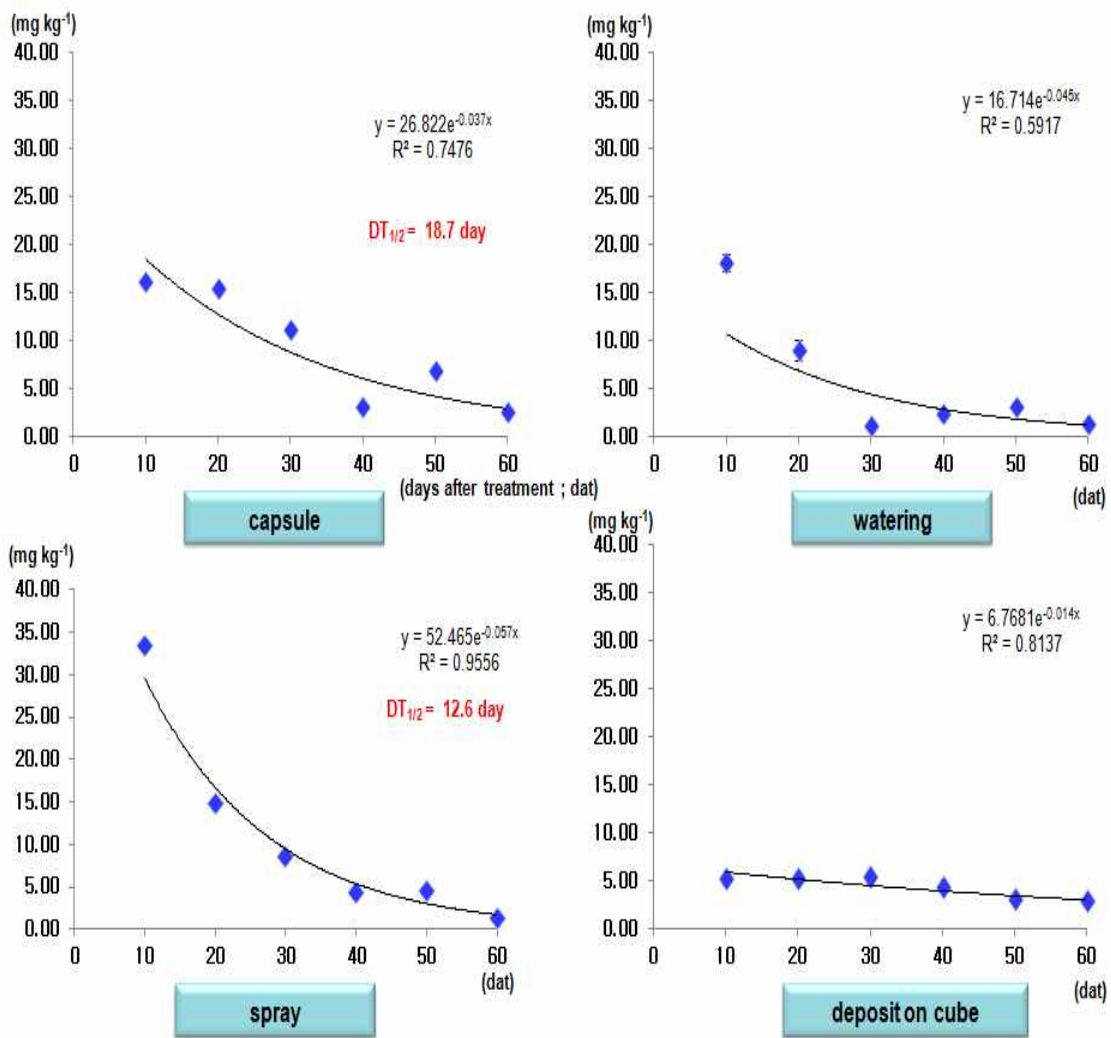 (mg kg⁻¹)
40.00
35.00
30.00
25.00
20.00
15.00
10.00
5.00
0.00
y = 26.822e⁻⁰·⁰³⁷ˣ
R² = 0.7476
DT₁/₂ = 18.7 day
0 10 20 30 40 50 60
(days after treatment ; dat)
capsule
(mg kg⁻¹)
40.00
35.00
30.00
25.00
20.00
15.00
10.00
5.00
0.00
y = 16.714e⁻⁰·⁰⁴⁵ˣ
R² = 0.5917
0 10 20 30 40 50 60
(dat)
watering
(mg kg⁻¹)
40.00
35.00
30.00
25.00
20.00
15.00
10.00
5.00
0.00
y = 52.465e⁻⁰·⁰⁵⁷ˣ
R² = 0.9556
DT₁/₂ = 12.6 day
0 10 20 30 40 50 60
(dat)
spray
(mg kg⁻¹)
40.00
35.00
30.00
25.00
20.00
15.00
10.00
5.00
0.00
y = 6.7681e⁻⁰·⁰¹⁴ˣ
R² = 0.8137
0 10 20 30 40 50 60
(dat)
deposit on cube